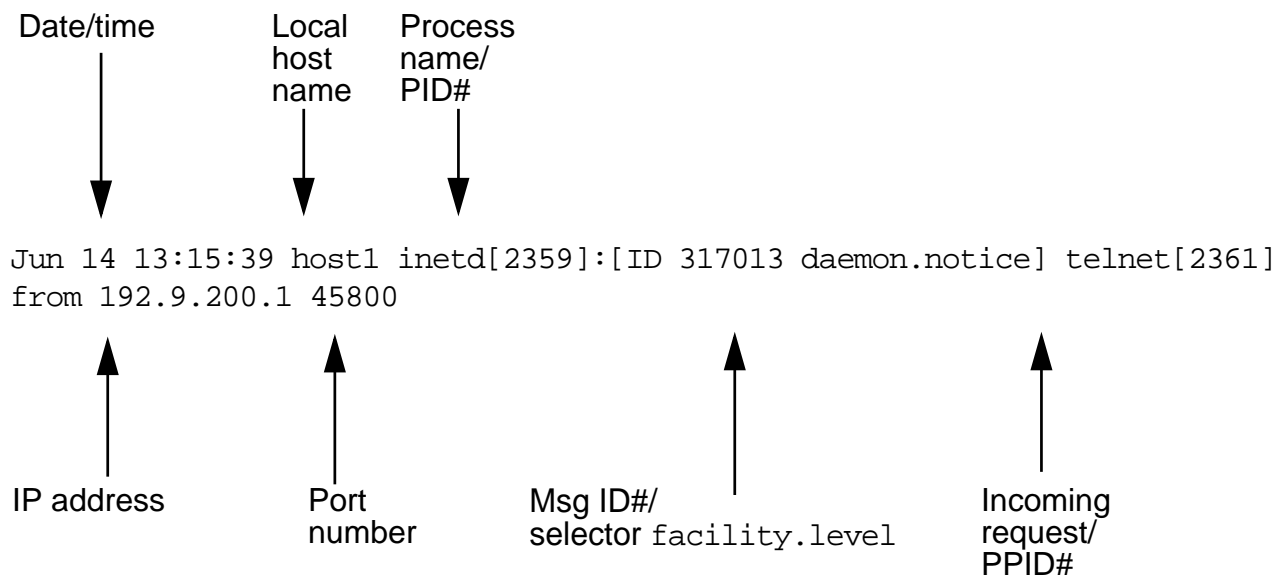 Date/time
Local
host
name
Process
name/
PID#
Jun 14 13:15:39 host1 inetd[2359]:[ID 317013 daemon.notice] telnet[2361]
from 192.9.200.1 45800
IP address
Port
number
Msg ID#/
selector facility.level
Incoming
request/
PPID#